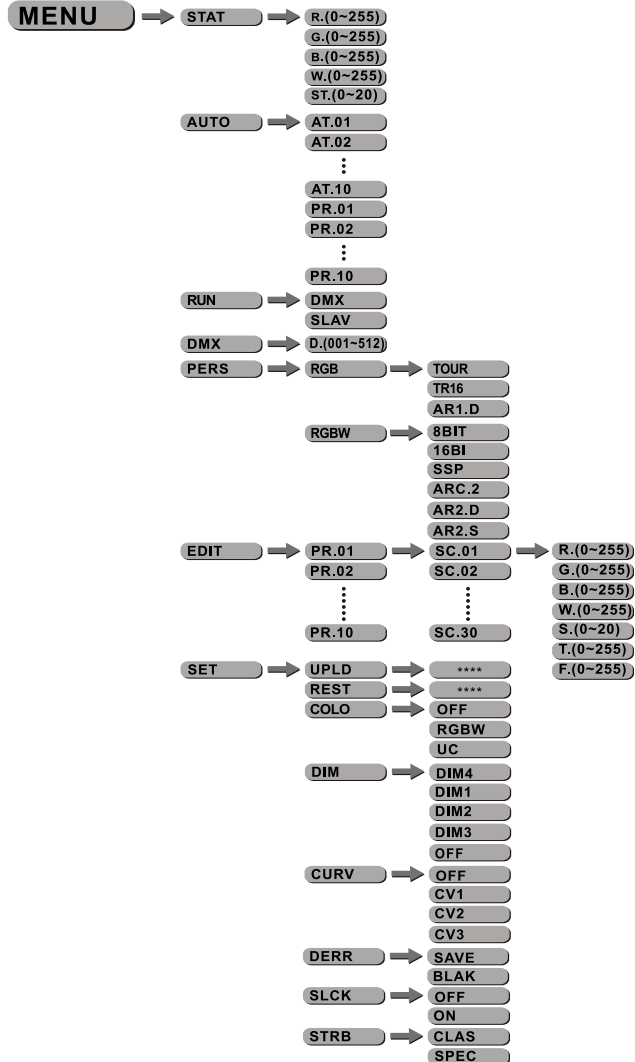 MENU STAT R.(0~255)
G.(0~255)
B.(0~255)
W.(0~255)
ST.(0~20)
AUTO AT.01
AT.02
AT.10
PR.01
PR.02
PR.10
RUN DMX
SLAV
DMX D.(001~512)
PERS RGB TOUR
TR16
AR1.D
RGBW 8BIT
16BI
SSP
ARC.2
AR2.D
AR2.S
EDIT PR.01 SC.01 R.(0~255)
PR.02 SC.02 G.(0~255)
B.(0~255)
W.(0~255)
PR.10 SC.30 S.(0~20)
T.(0~255)
SET UPLD **** F.(0~255)
REST ****
COLO OFF
RGBW
UC
DIM DIM4
DIM1
DIM2
DIM3
OFF
CURV OFF
CV1
CV2
CV3
DERR SAVE
BLAK
SLCK OFF
ON
STRB CLAS
SPEC